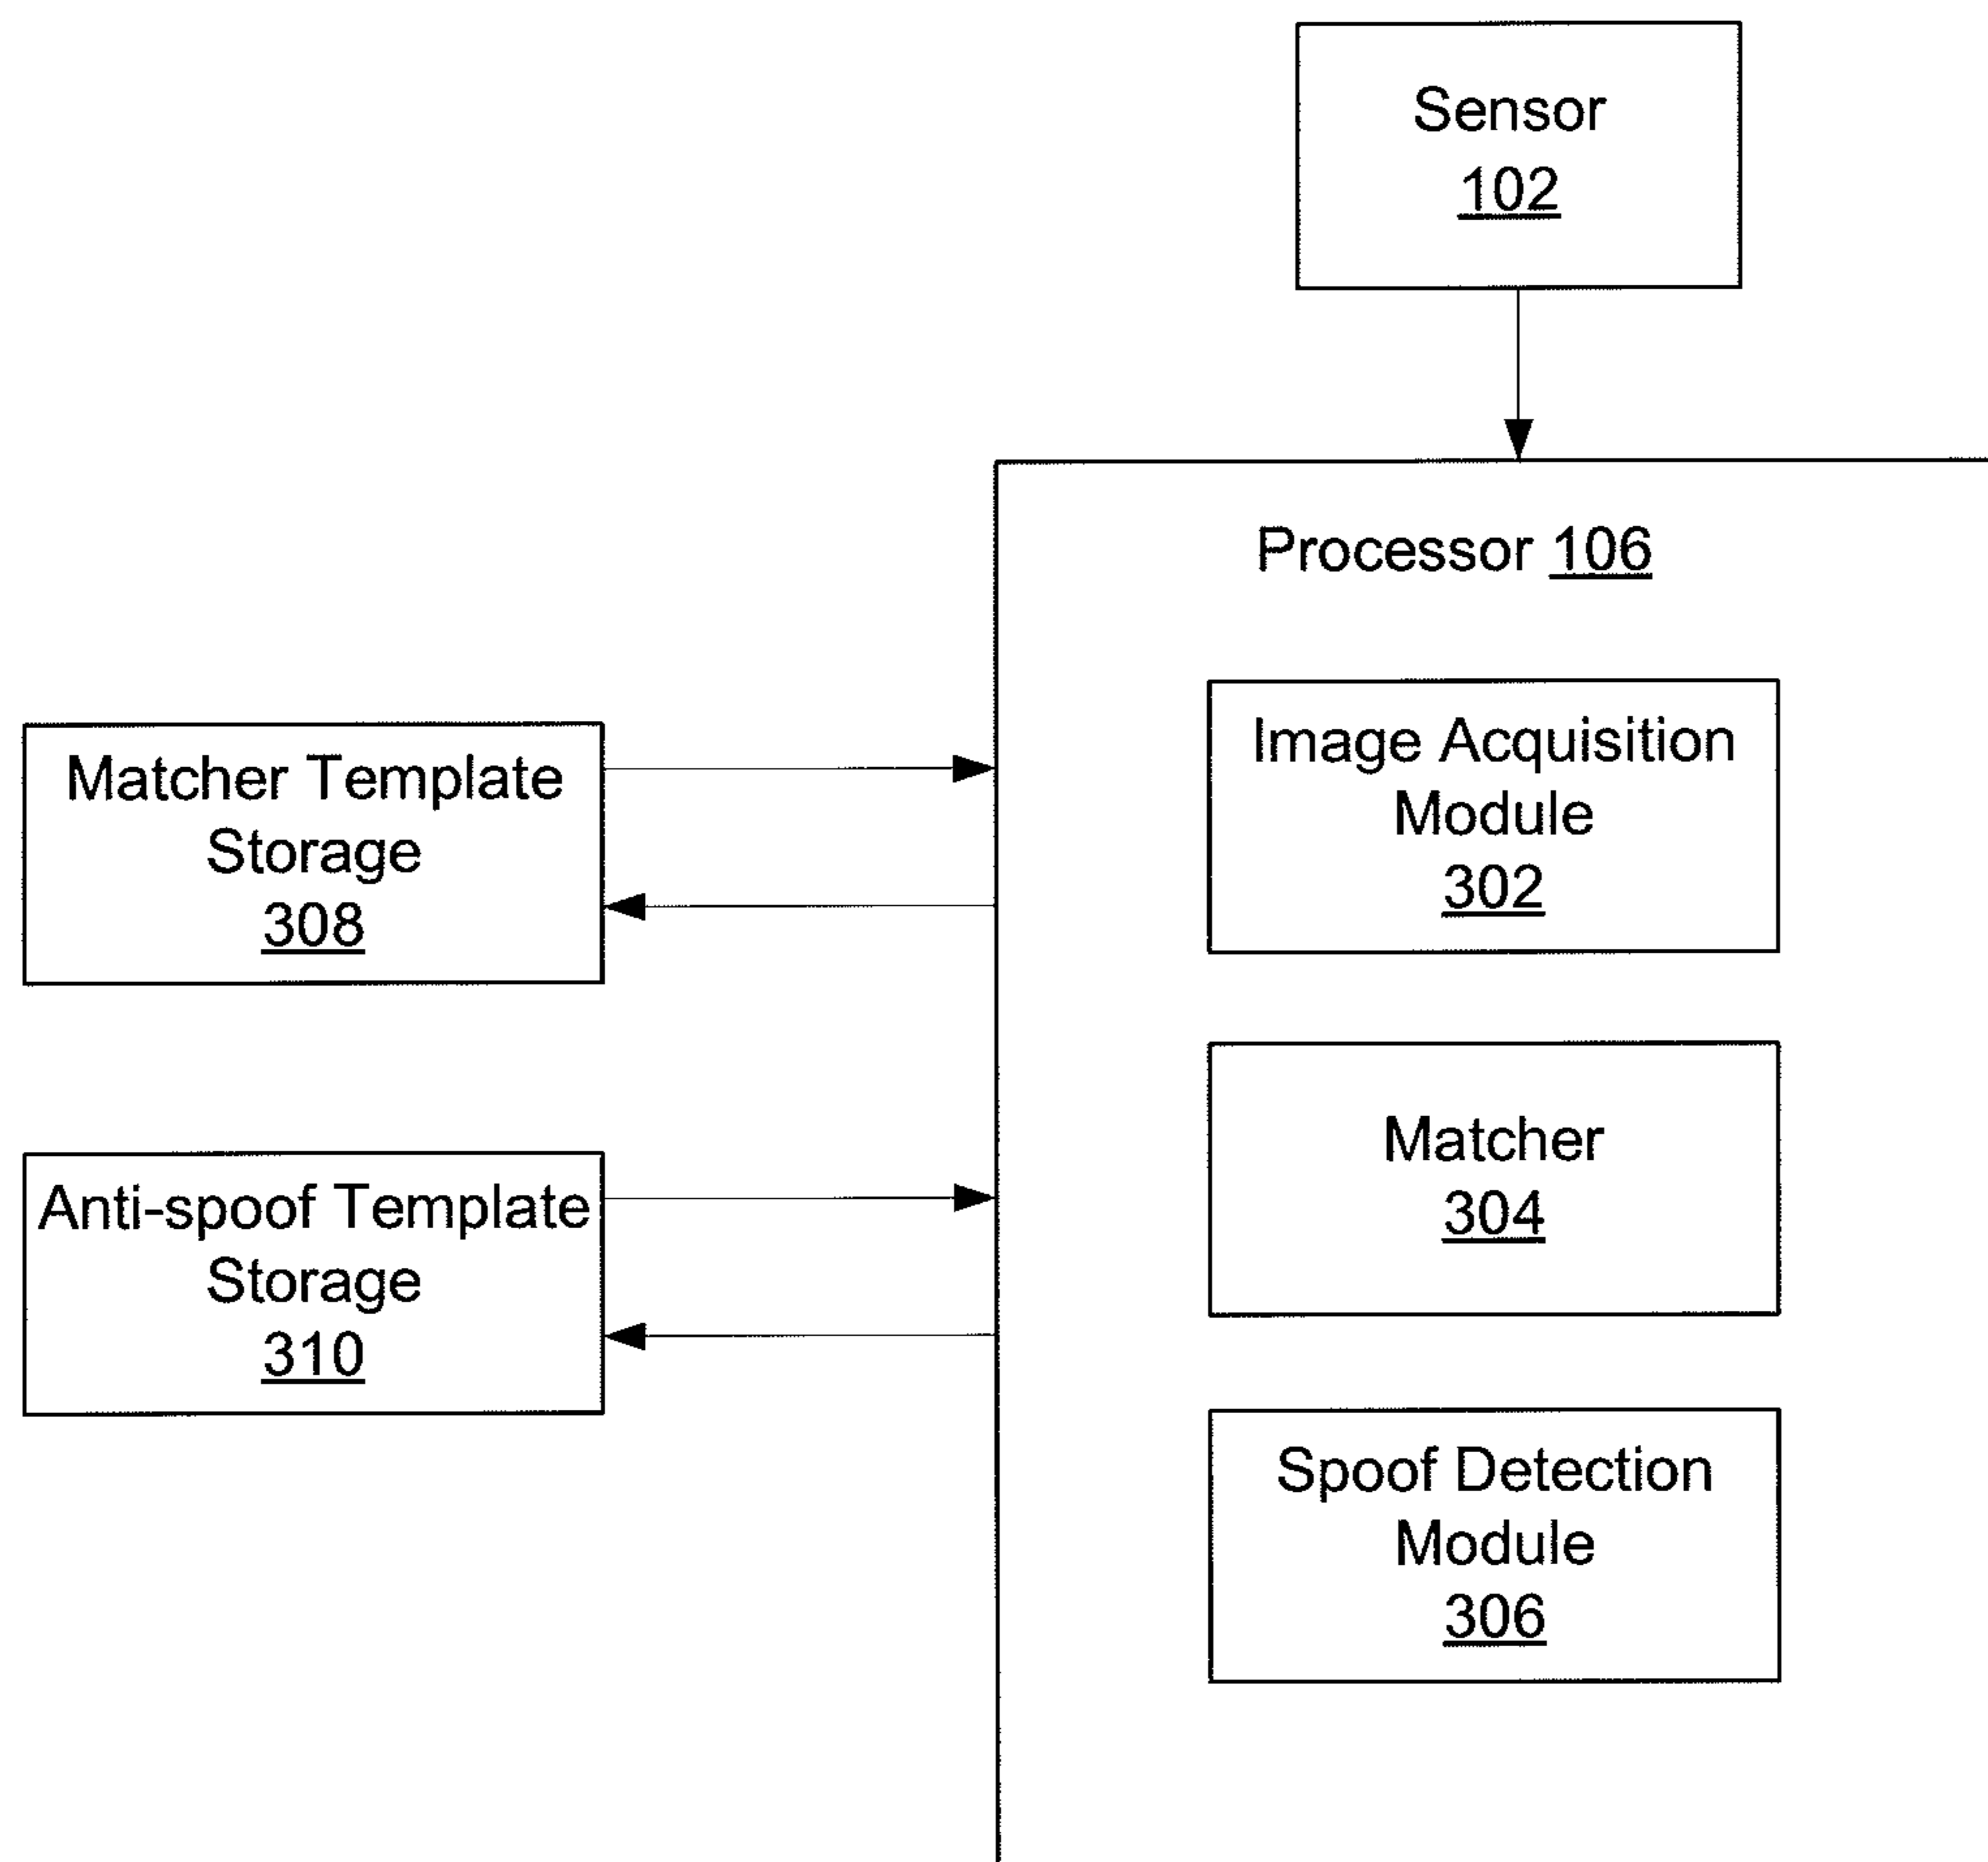 Sensor
102
Processor 106
Image Acquisition
Module
302
Matcher Template
Storage
308
Matcher
304
Anti-spoof Template
Storage
310
Spoof Detection
Module
306